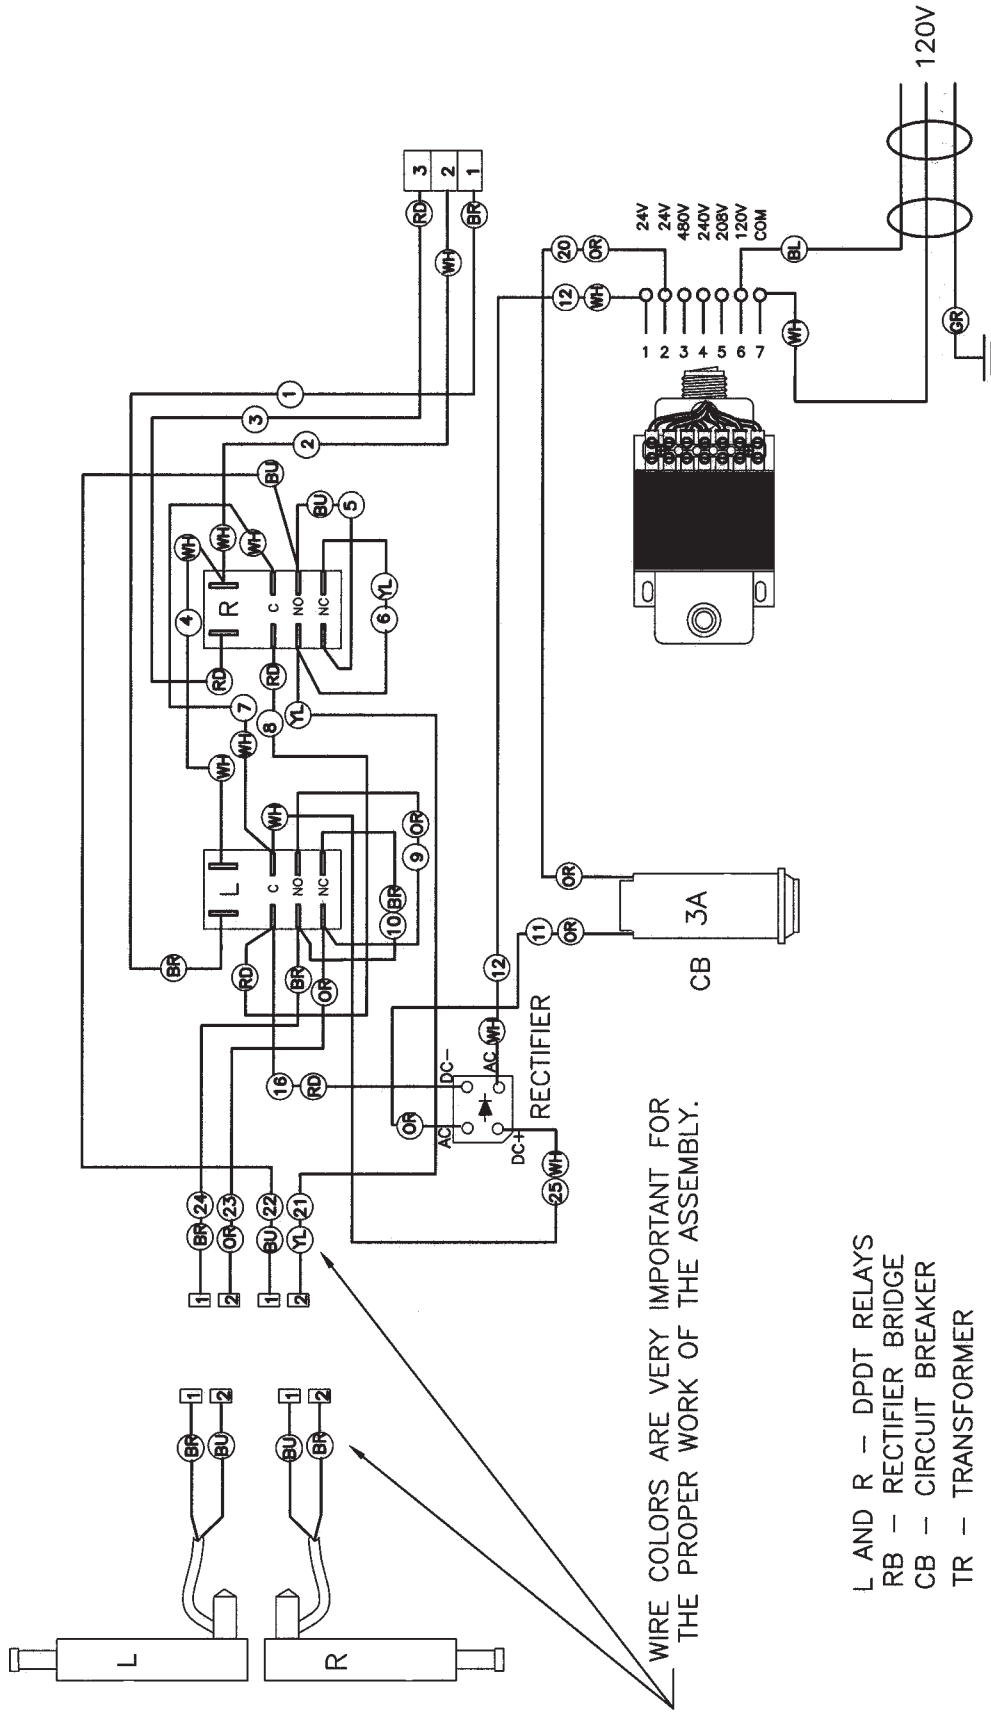 L
R
BR
1
BU
2
BU
1
BR
2
1
BR
24
2
OR
23
1
BU
22
2
YL
21
WIRE COLORS ARE VERY IMPORTANT FOR
THE PROPER WORK OF THE ASSEMBLY.
BR
L
C
NO
NC
RD
BR
OR
16
RD
WH
10
BR
9
OR
WH
WH
7
4
WH
8
RD
YL
RD
R
C
NO
NC
WH
WH
BU
BU
5
6
YL
3
1
2
RD
WH
BR
3
2
1
AC
DC-
DC+
AC
RECTIFIER
OR
WH
12
25
WH
11
OR
OR
CB
3A
20
OR
12
WH
1
2
3
4
5
6
7
24V
24V
480V
240V
208V
120V
COM
BL
WH
GR
120V
L AND R – DPDT RELAYS
RB – RECTIFIER BRIDGE
CB – CIRCUIT BREAKER
TR – TRANSFORMER